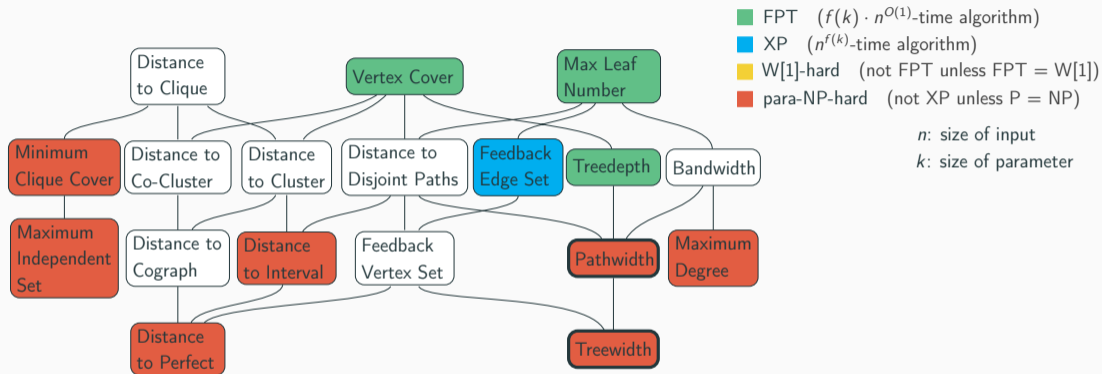 FPT (f(k) · n^{O(1)}-time algorithm)
XP (n^{f(k)}-time algorithm)
W[1]-hard (not FPT unless FPT = W[1])
para-NP-hard (not XP unless P = NP)
n: size of input
k: size of parameter
Distance
to Clique
Vertex Cover
Max Leaf
Number
Minimum
Clique Cover
Distance to
Co-Cluster
Distance
to Cluster
Distance to
Disjoint Paths
Feedback
Edge Set
Treedepth
Bandwidth
Maximum
Independent
Set
Distance to
Cograph
Distance
to Interval
Feedback
Vertex Set
Pathwidth
Maximum
Degree
Distance
to Perfect
Treewidth